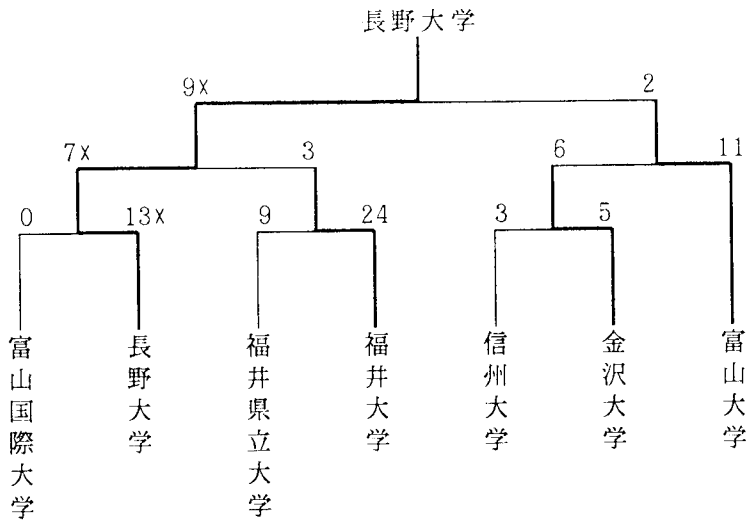 長野大学
9x 2
7x 3 6 11
0 13x 9 24 3 5
富山国際大学
長野大学
福井県立大学
福井大学
信州大学
金沢大学
富山大学